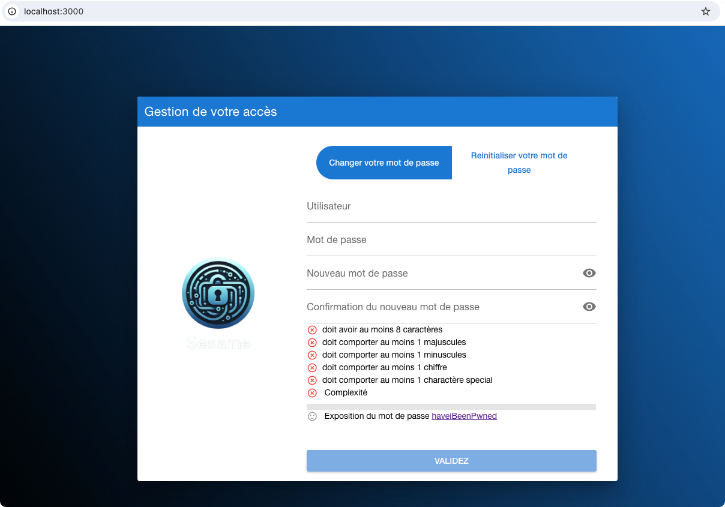 localhost:3000
Gestion de votre accès
Changer votre mot de passe
Reinitialiser votre mot de
passe
Utilisateur
Mot de passe
Nouveau mot de passe
Confirmation du nouveau mot de passe
doit avoir au moins 8 caractères
doit comporter au moins 1 majuscules
doit comporter au moins 1 minuscules
doit comporter au moins 1 chiffre
doit comporter au moins 1 charactère special
Complexité
Exposition du mot de passe haveiBeenPwned
VALIDEZ
Sesame